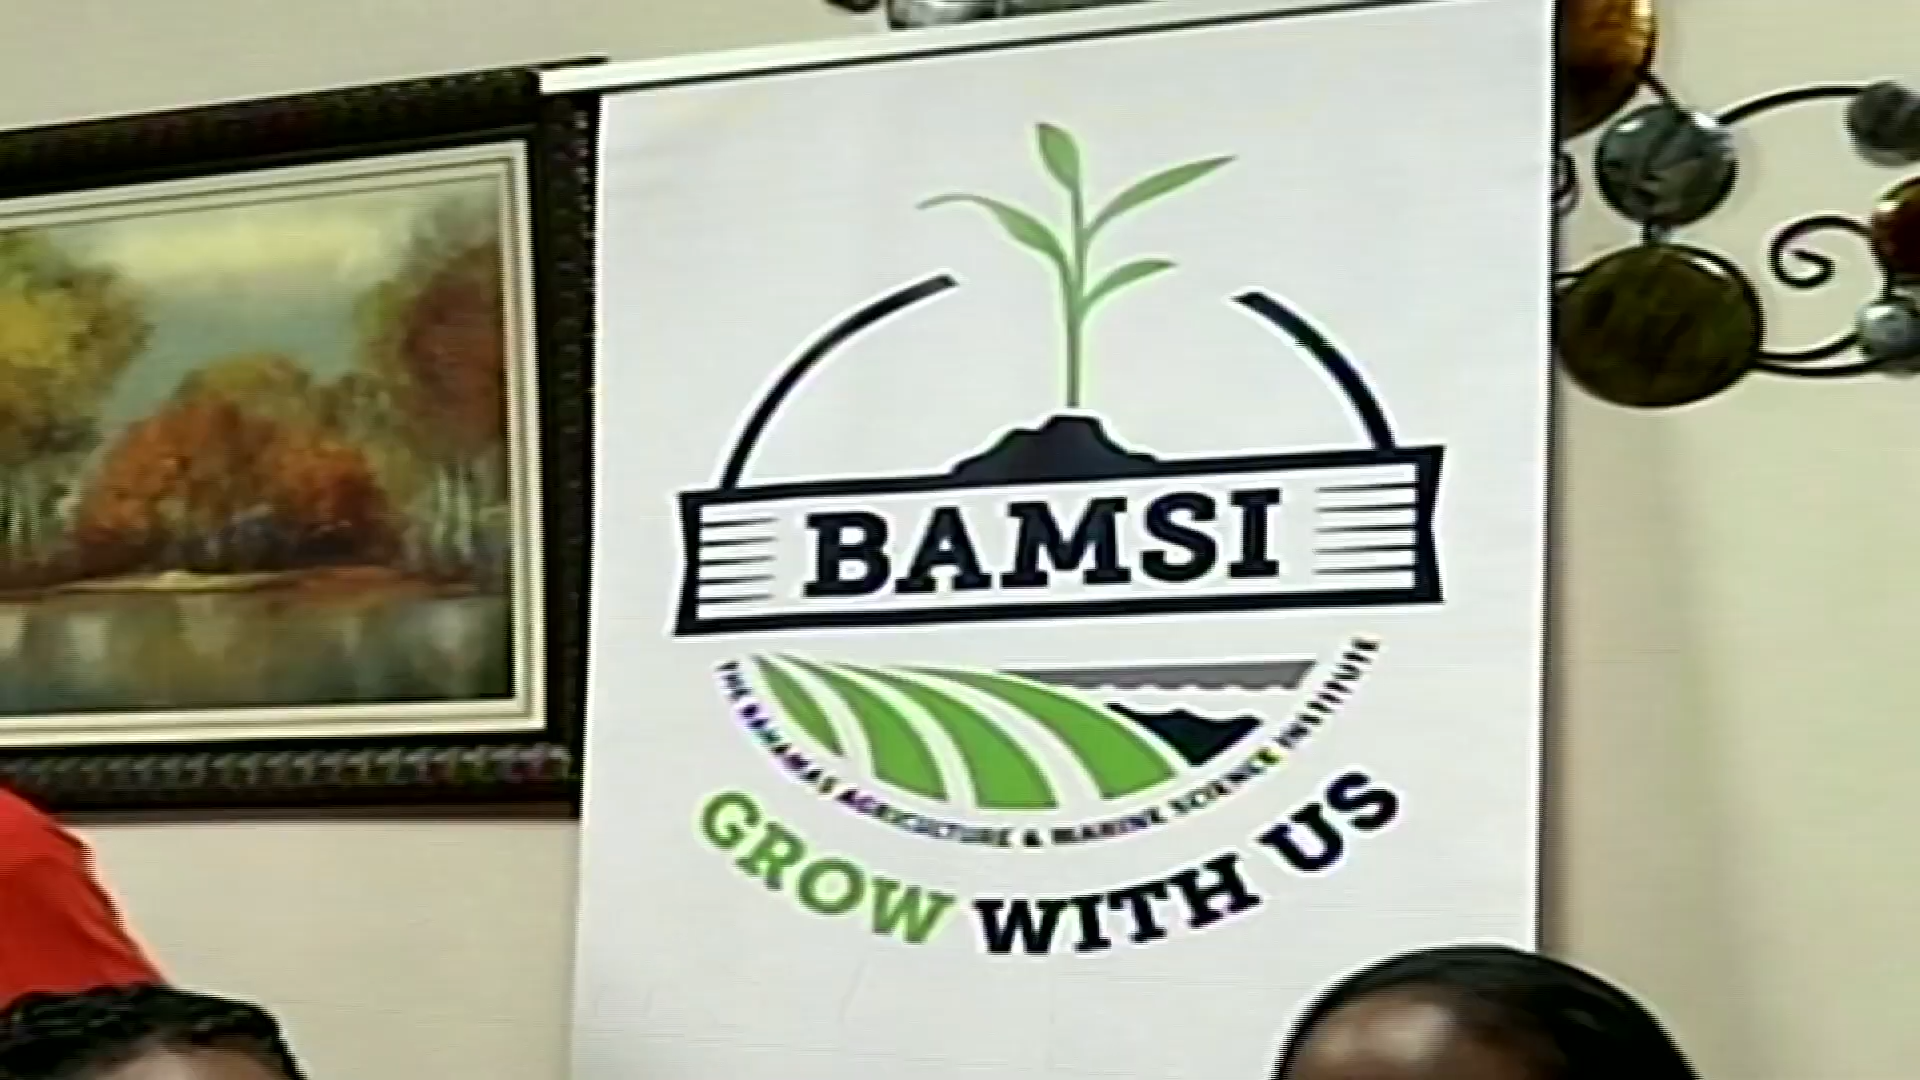 BAMSI
THE BAHAMAS AGRICULTURE & MARINE SCIENCE INSTITUTE
GROW WITH US